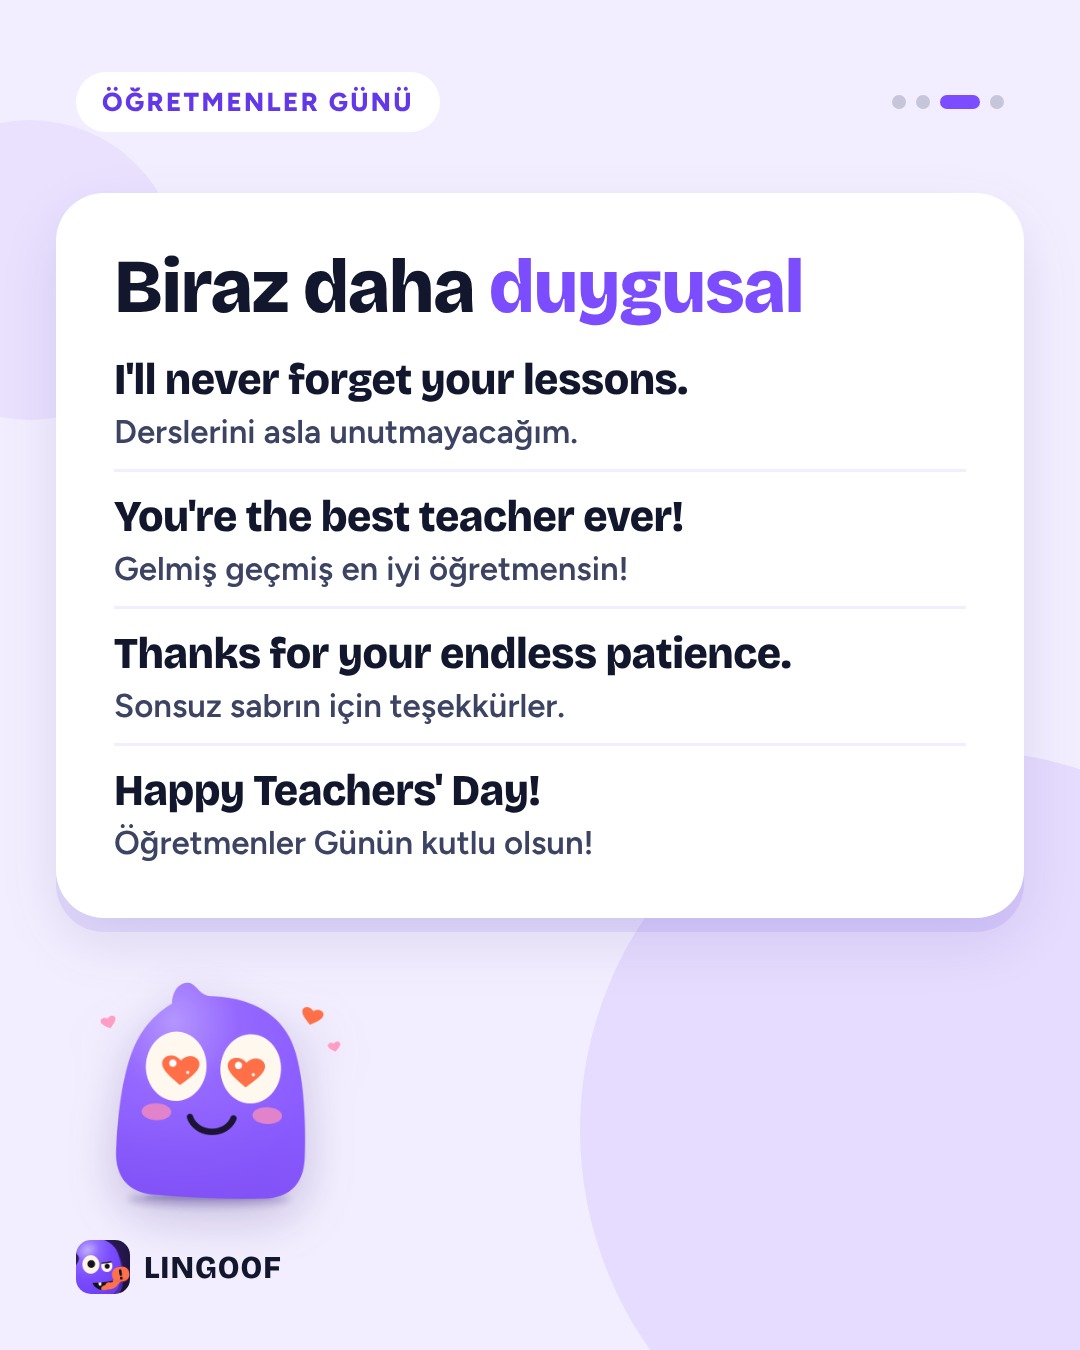 ÖĞRETMENLER GÜNÜ
Biraz daha duygusal
I'll never forget your lessons.
Derslerini asla unutmayacağım.
You're the best teacher ever!
Gelmiş geçmiş en iyi öğretmensin!
Thanks for your endless patience.
Sonsuz sabrın için teşekkürler.
Happy Teachers' Day!
Öğretmenler Günün kutlu olsun!
LINGOOF